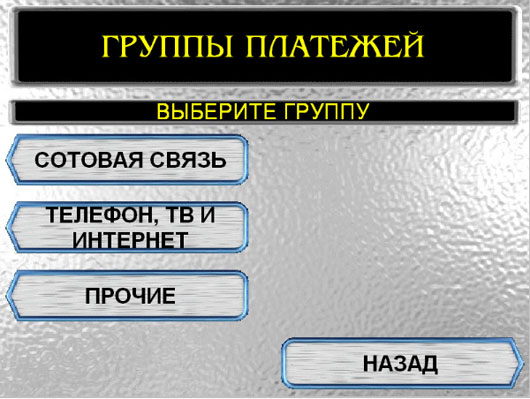 ГРУППЫ ПЛАТЕЖЕЙ
ВЫБЕРИТЕ ГРУППУ
СОТОВАЯ СВЯЗЬ
ТЕЛЕФОН, ТВ И
ИНТЕРНЕТ
ПРОЧИЕ
НАЗАД